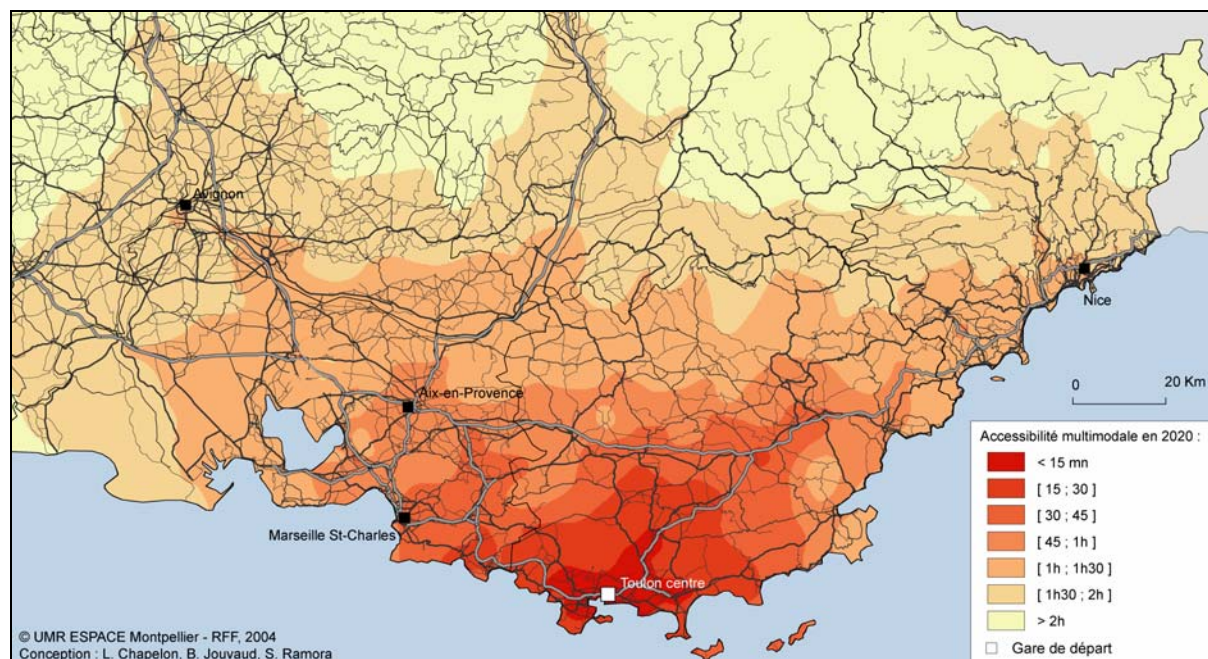 Avignon
Nice
0 20 Km
Aix-en-Provence
Marseille St-Charles
Toulon centre
Accessibilité multimodale en 2020 :
< 15 mn
[ 15 ; 30 ]
[ 30 ; 45 ]
[ 45 ; 1h ]
[ 1h ; 1h30 ]
[ 1h30 ; 2h ]
> 2h
Gare de départ
© UMR ESPACE Montpellier - RFF, 2004
Conception : L. Chapelon, B. Jouvaud, S. Ramora